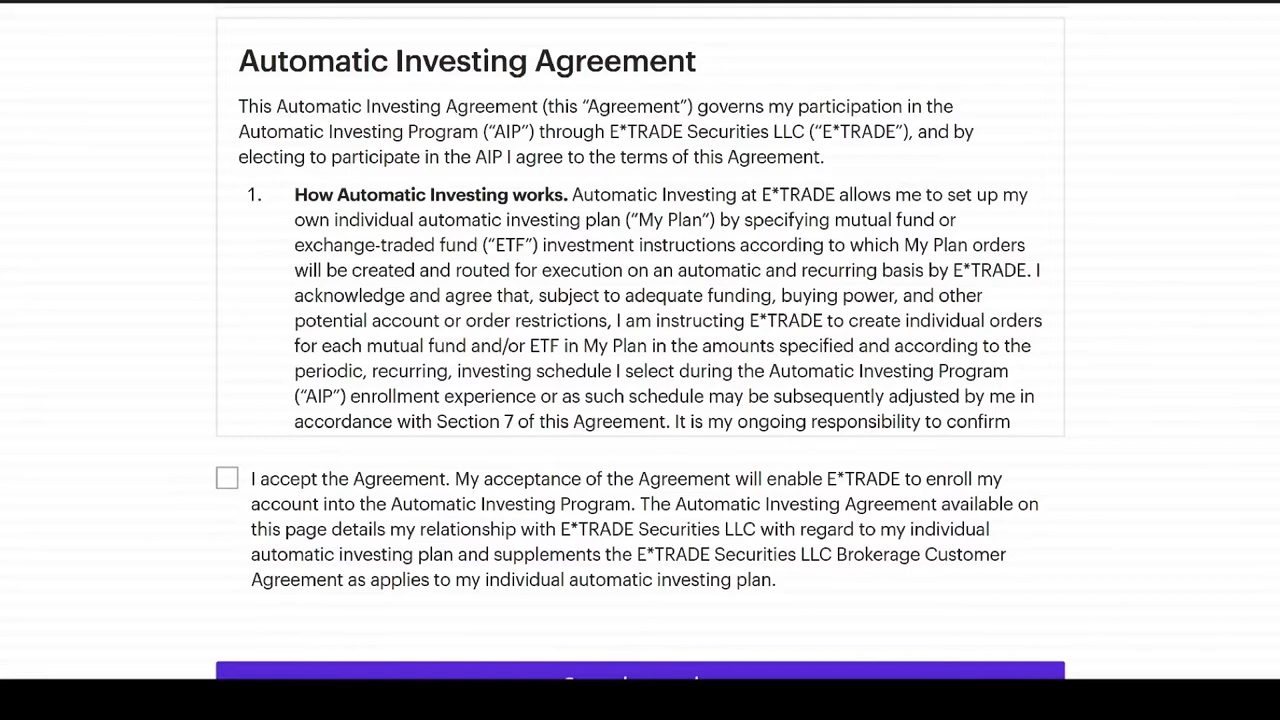 Automatic Investing Agreement
This Automatic Investing Agreement (this “Agreement”) governs my participation in the
Automatic Investing Program (“AIP”) through E*TRADE Securities LLC (“E*TRADE”), and by
electing to participate in the AIP I agree to the terms of this Agreement.
1. How Automatic Investing works. Automatic Investing at E*TRADE allows me to set up my
own individual automatic investing plan (“My Plan”) by specifying mutual fund or
exchange-traded fund (“ETF”) investment instructions according to which My Plan orders
will be created and routed for execution on an automatic and recurring basis by E*TRADE. I
acknowledge and agree that, subject to adequate funding, buying power, and other
potential account or order restrictions, I am instructing E*TRADE to create individual orders
for each mutual fund and/or ETF in My Plan in the amounts specified and according to the
periodic, recurring, investing schedule I select during the Automatic Investing Program
(“AIP”) enrollment experience or as such schedule may be subsequently adjusted by me in
accordance with Section 7 of this Agreement. It is my ongoing responsibility to confirm
I accept the Agreement. My acceptance of the Agreement will enable E*TRADE to enroll my
account into the Automatic Investing Program. The Automatic Investing Agreement available on
this page details my relationship with E*TRADE Securities LLC with regard to my individual
automatic investing plan and supplements the E*TRADE Securities LLC Brokerage Customer
Agreement as applies to my individual automatic investing plan.